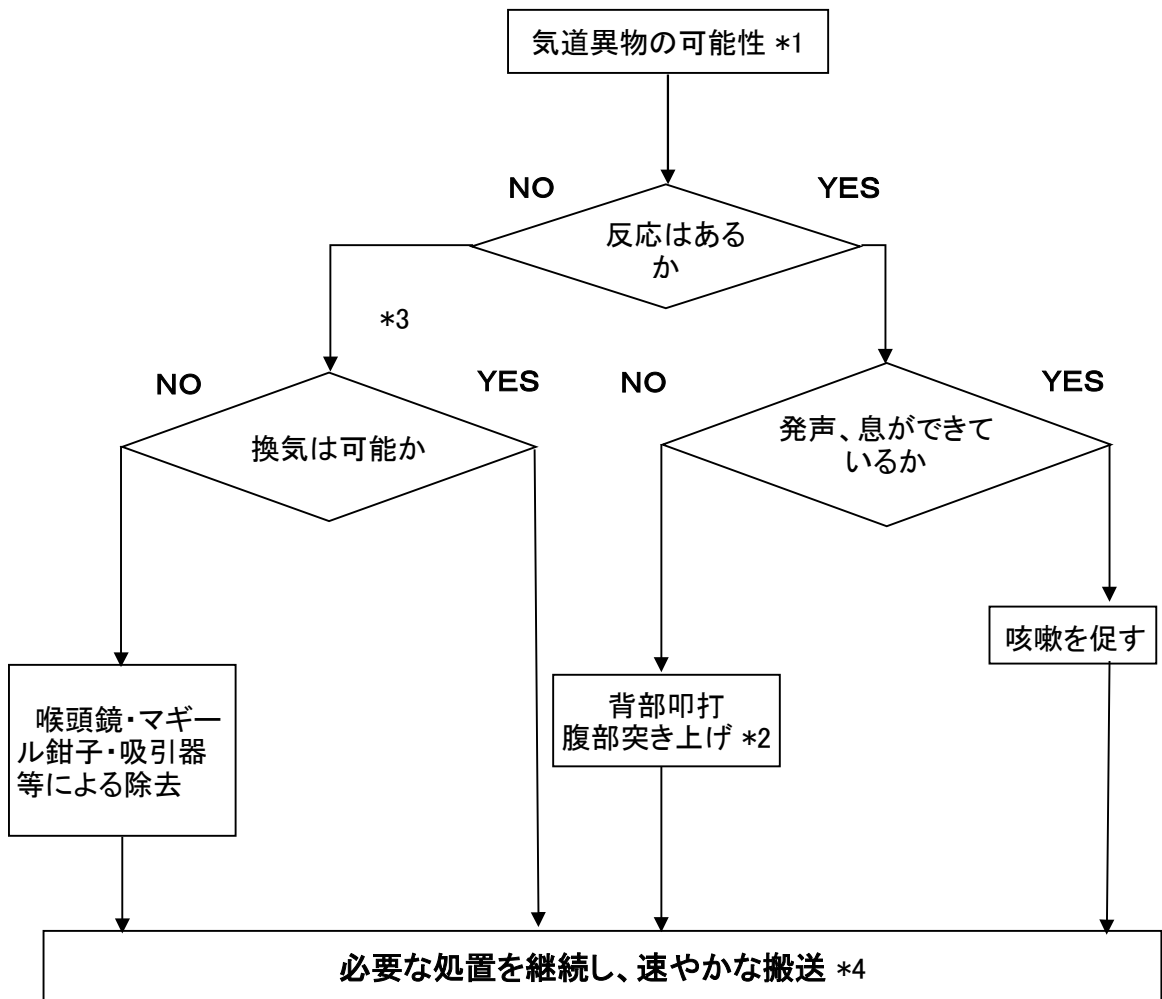 気道異物の可能性 *1
NO
YES
反応はある
か
*3
NO
YES
NO
YES
換気は可能か
発声、息ができて
いるか
咳嗽を促す
喉頭鏡・マギー
ル鉗子・吸引器
等による除去
背部叩打
腹部突き上げ *2
必要な処置を継続し、速やかな搬送 *4